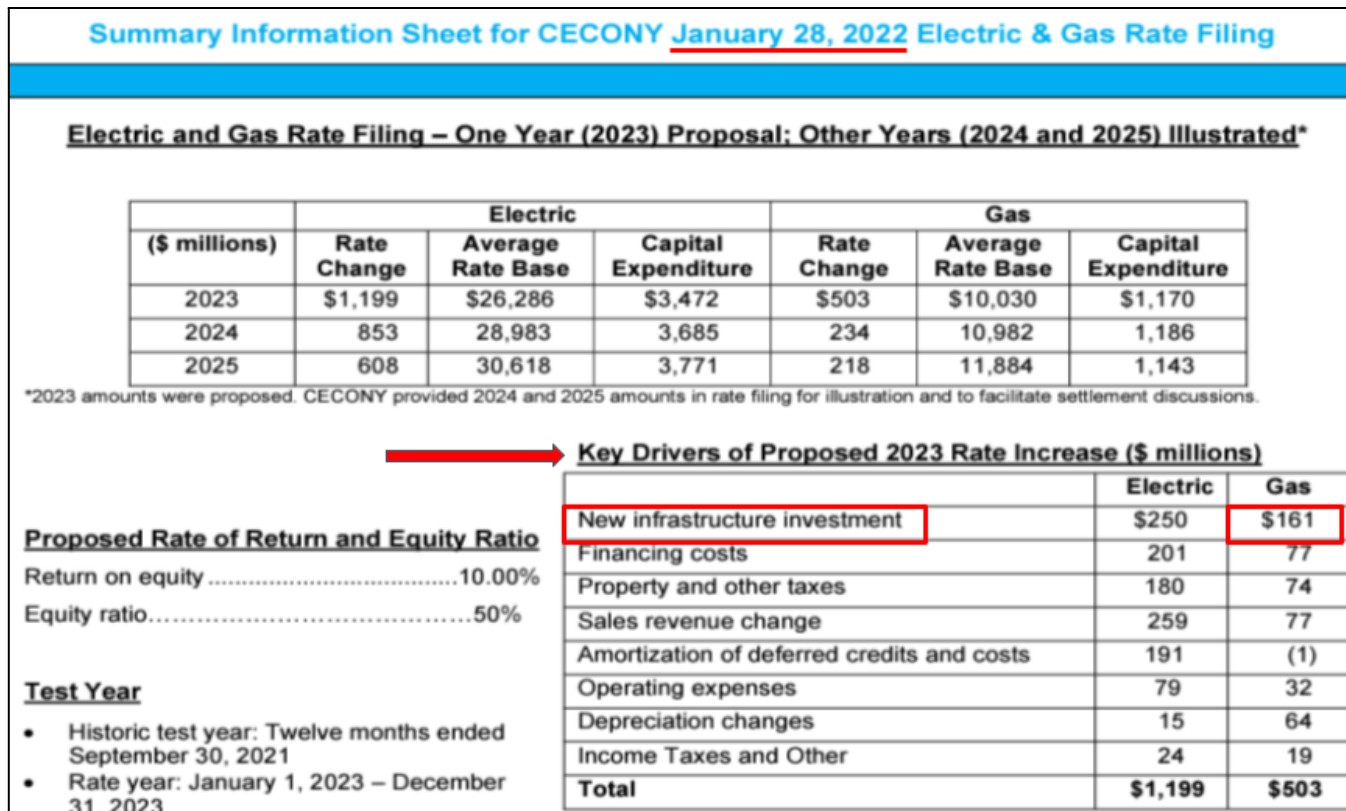 Summary Information Sheet for CECONY January 28, 2022 Electric & Gas Rate Filing
Electric and Gas Rate Filing – One Year (2023) Proposal; Other Years (2024 and 2025) Illustrated*
Electric Gas
($ millions) Rate Change Average Rate Base Capital Expenditure Rate Change Average Rate Base Capital Expenditure
2023 $1,199 $26,286 $3,472 $503 $10,030 $1,170
2024 853 28,983 3,685 234 10,982 1,186
2025 608 30,618 3,771 218 11,884 1,143
*2023 amounts were proposed. CECONY provided 2024 and 2025 amounts in rate filing for illustration and to facilitate settlement discussions.
Proposed Rate of Return and Equity Ratio
Return on equity....................................10.00%
Equity ratio..........................................50%
Test Year
• Historic test year: Twelve months ended
September 30, 2021
• Rate year: January 1, 2023 – December
31, 2023
Key Drivers of Proposed 2023 Rate Increase ($ millions)
Electric Gas
New infrastructure investment $250 $161
Financing costs 201 77
Property and other taxes 180 74
Sales revenue change 259 77
Amortization of deferred credits and costs 191 (1)
Operating expenses 79 32
Depreciation changes 15 64
Income Taxes and Other 24 19
Total $1,199 $503